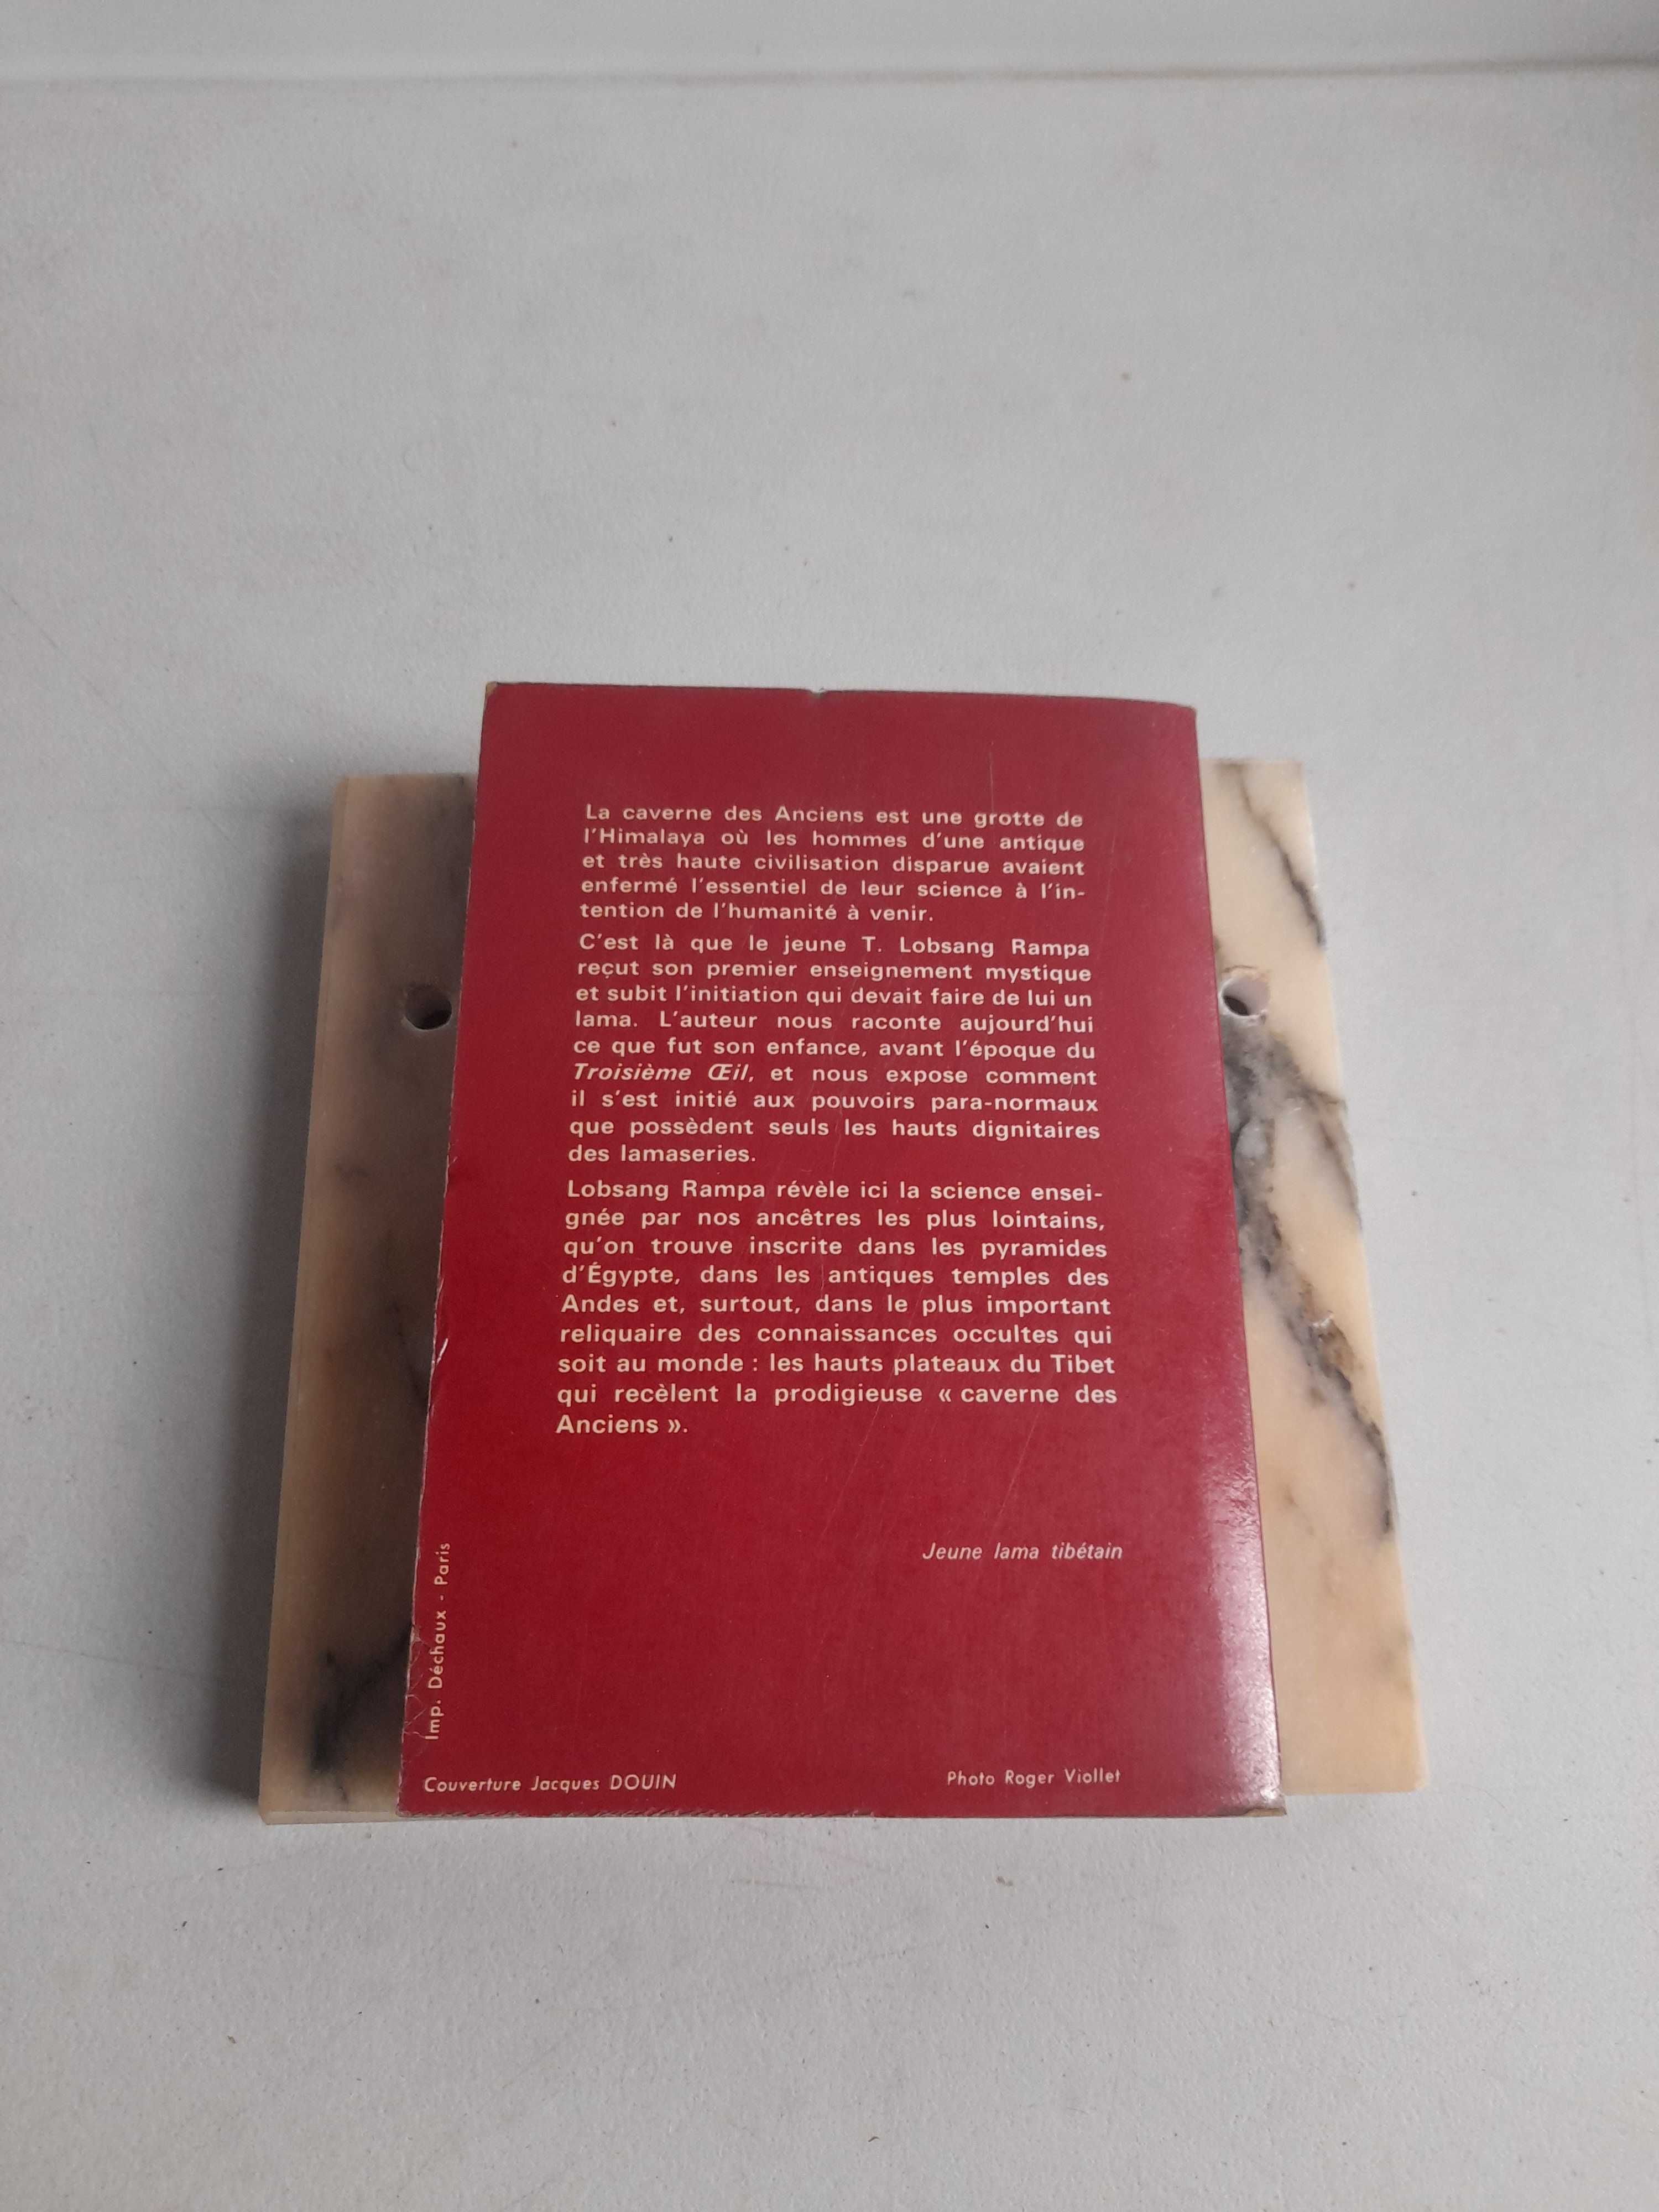 La caverne des Anciens est une grotte de
l'Himalaya où les hommes d'une antique
et très haute civilisation disparue avaient
enfermé l'essentiel de leur science à l'in-
tention de l'humanité à venir.
C'est là que le jeune T. Lobsang Rampa
reçut son premier enseignement mystique
et subit l'initiation qui devait faire de lui un
lama. L'auteur nous raconte aujourd'hui
ce que fut son enfance, avant l'époque du
Troisième Œil, et nous expose comment
il s'est initié aux pouvoirs para-normaux
que possèdent seuls les hauts dignitaires
des lamaseries.
Lobsang Rampa révèle ici la science ensei-
gnée par nos ancêtres les plus lointains,
qu'on trouve inscrite dans les pyramides
d'Égypte, dans les antiques temples des
Andes et, surtout, dans le plus important
reliquaire des connaissances occultes qui
soit au monde : les hauts plateaux du Tibet
qui recèlent la prodigieuse « caverne des
Anciens ».
Jeune lama tibétain
Imp. Déchaux - Paris
Couverture Jacques DOUIN
Photo Roger Viollet